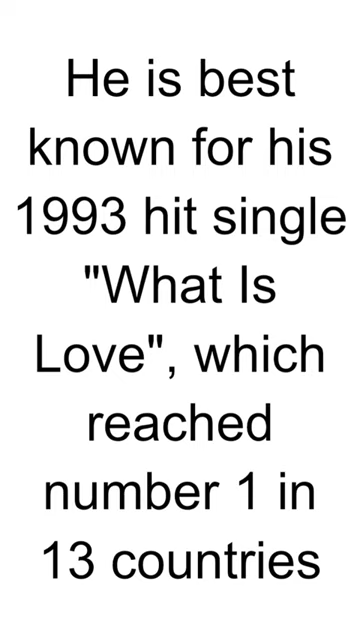 He is best
known for his
1993 hit single
"What Is
Love", which
reached
number 1 in
13 countries